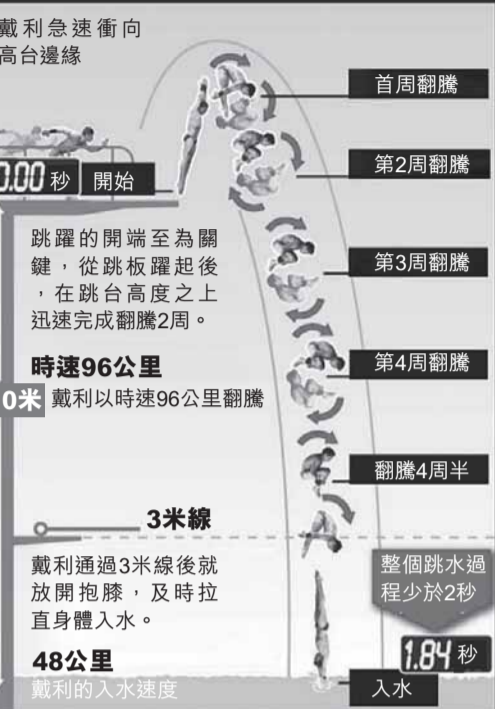 戴利急速衝向
高台邊緣
首周翻騰
0.00 秒 開始
第2周翻騰
跳躍的開端至為關
鍵，從跳板躍起後
，在跳台高度之上
迅速完成翻騰2周。
第3周翻騰
時速96公里
0米 戴利以時速96公里翻騰
第4周翻騰
翻騰4周半
3米線
戴利通過3米線後就
放開抱膝，及時拉
直身體入水。
整個跳水過
程少於2秒
48公里
戴利的入水速度
1.84 秒
入水